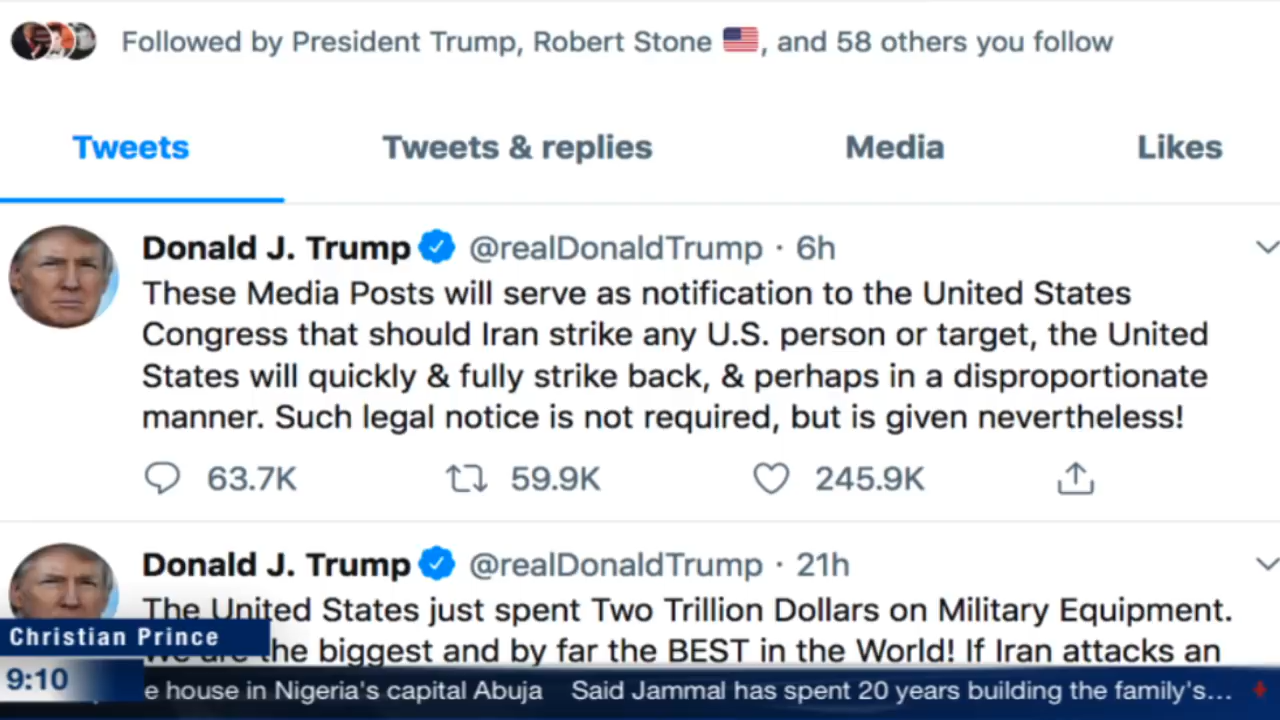 Followed by President Trump, Robert Stone 🇺🇸, and 58 others you follow
Tweets Tweets & replies Media Likes
Donald J. Trump @realDonaldTrump · 6h
These Media Posts will serve as notification to the United States
Congress that should Iran strike any U.S. person or target, the United
States will quickly & fully strike back, & perhaps in a disproportionate
manner. Such legal notice is not required, but is given nevertheless!
63.7K 59.9K 245.9K
Donald J. Trump @realDonaldTrump · 21h
The United States just spent Two Trillion Dollars on Military Equipment.
We are the biggest and by far the BEST in the World! If Iran attacks an
Christian Prince
9:10
e house in Nigeria's capital Abuja Said Jammal has spent 20 years building the family's...